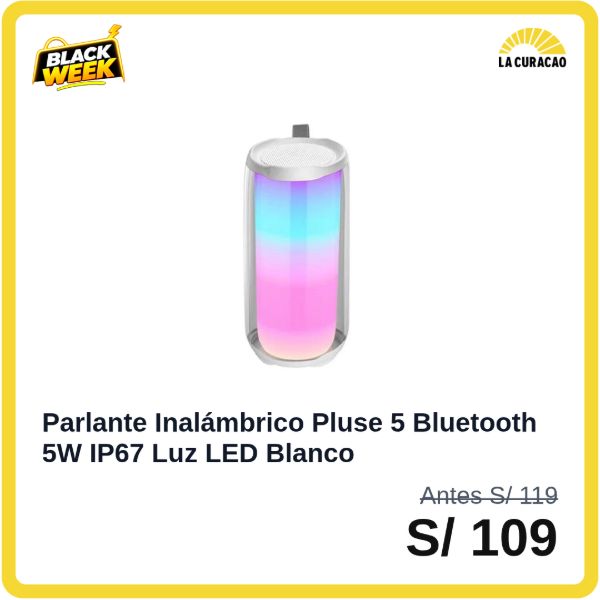 BLACK
WEEK
LA CURACAO
Parlante Inalámbrico Pluse 5 Bluetooth
5W IP67 Luz LED Blanco
Antes S/ 119
S/ 109